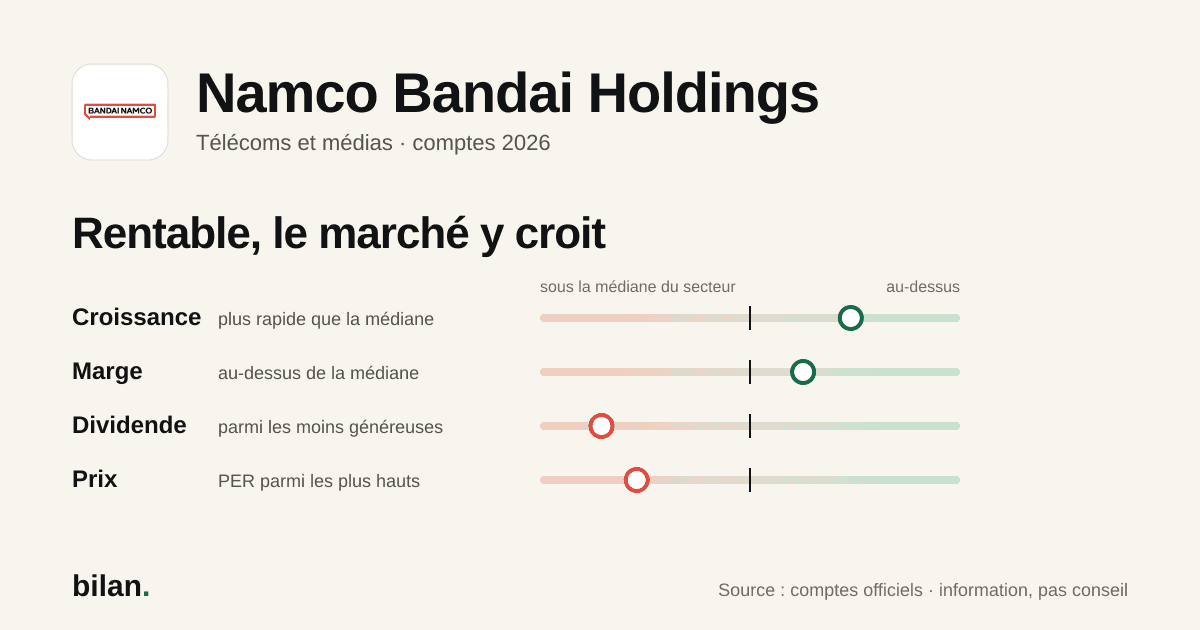 BANDAI NAMCO
Namco Bandai Holdings
Télécoms et médias · comptes 2026
Rentable, le marché y croit
sous la médiane du secteur au-dessus
Croissance plus rapide que la médiane
Marge au-dessus de la médiane
Dividende parmi les moins généreuses
Prix PER parmi les plus hauts
bilan.
Source : comptes officiels · information, pas conseil